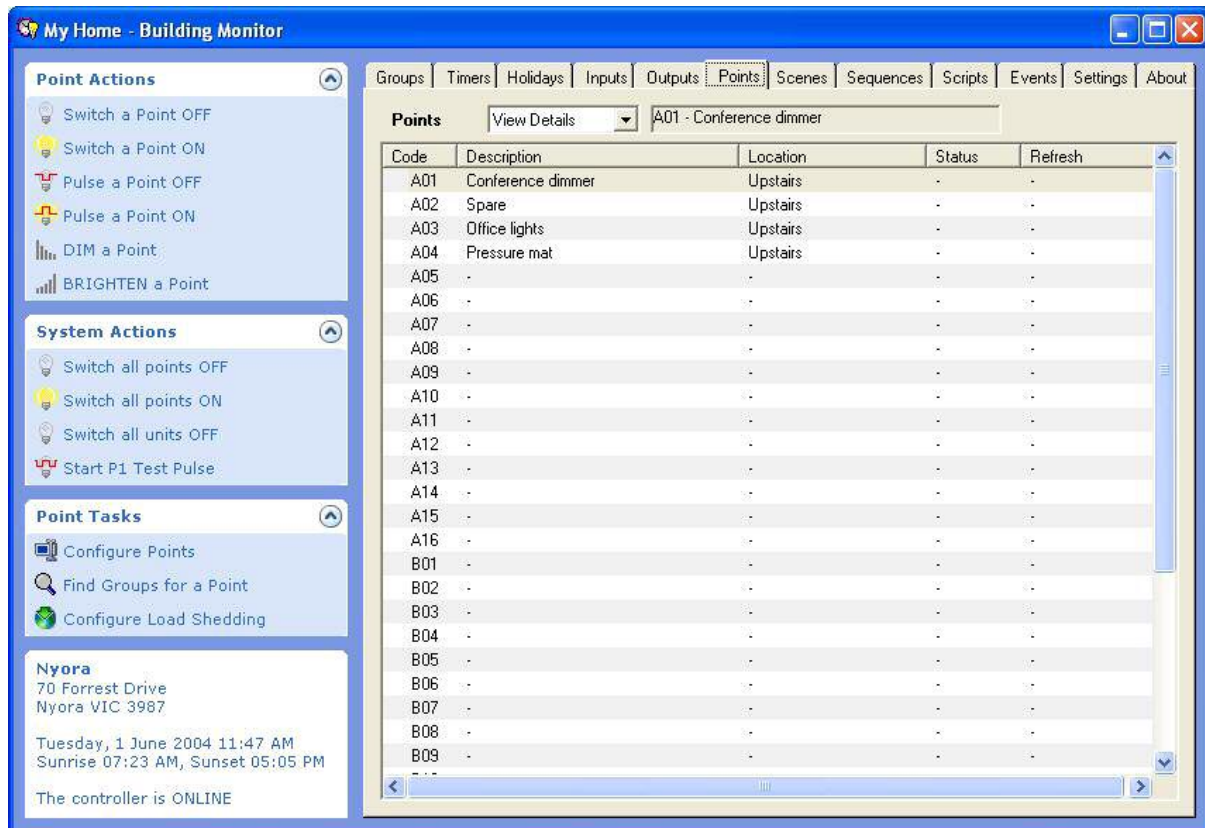 My Home - Building Monitor
Point Actions
Switch a Point OFF
Switch a Point ON
Pulse a Point OFF
Pulse a Point ON
DIM a Point
BRIGHTEN a Point
System Actions
Switch all points OFF
Switch all points ON
Switch all units OFF
Start P1 Test Pulse
Point Tasks
Configure Points
Find Groups for a Point
Configure Load Shedding
Nyora
70 Forrest Drive
Nyora VIC 3987
Tuesday, 1 June 2004 11:47 AM
Sunrise 07:23 AM, Sunset 05:05 PM
The controller is ONLINE
Groups Timers Holidays Inputs Outputs Points Scenes Sequences Scripts Events Settings About
Points View Details A01 - Conference dimmer
Code Description Location Status Refresh
A01 Conference dimmer Upstairs - -
A02 Spare Upstairs - -
A03 Office lights Upstairs - -
A04 Pressure mat Upstairs - -
A05 - - - -
A06 - - - -
A07 - - - -
A08 - - - -
A09 - - - -
A10 - - - -
A11 - - - -
A12 - - - -
A13 - - - -
A14 - - - -
A15 - - - -
A16 - - - -
B01 - - - -
B02 - - - -
B03 - - - -
B04 - - - -
B05 - - - -
B06 - - - -
B07 - - - -
B08 - - - -
B09 - - - -